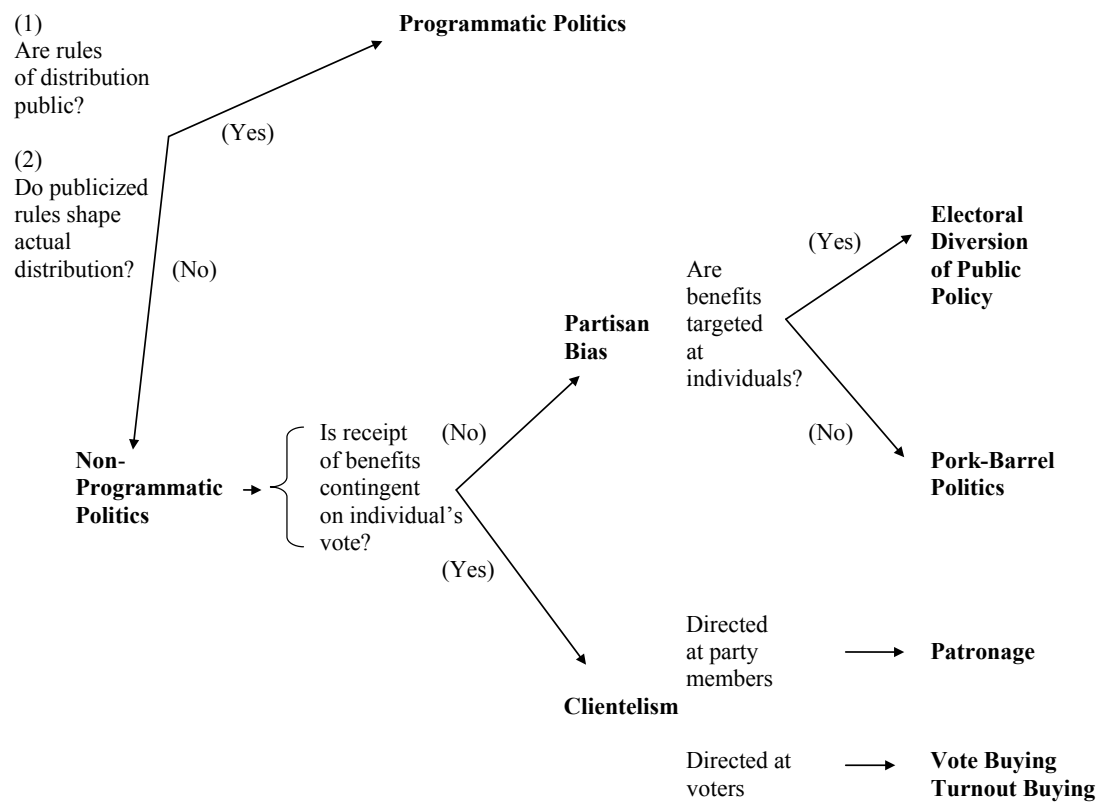 (1)
Are rules
of distribution
public?
Programmatic Politics
(Yes)
(2)
Do publicized
rules shape
actual
distribution?
(No)
Non-
Programmatic
Politics
Is receipt
of benefits
contingent
on individual’s
vote?
(No)
(Yes)
Partisan
Bias
Are
benefits
targeted
at
individuals?
(Yes)
(No)
Electoral
Diversion
of Public
Policy
Pork-Barrel
Politics
Clientelism
Directed
at party
members
Patronage
Directed at
voters
Vote Buying
Turnout Buying